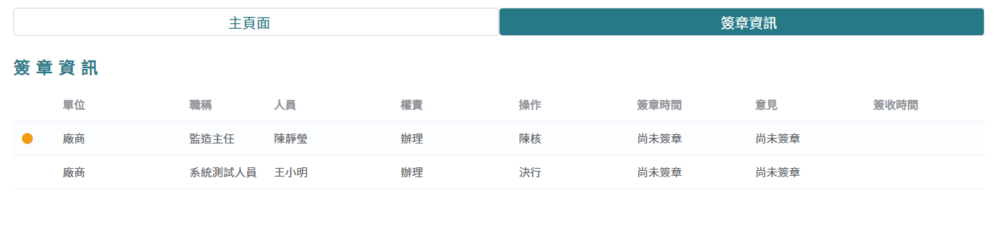 主頁面 簽章資訊
簽章資訊
單位 職稱 人員 權責 操作 簽章時間 意見 簽收時間
廠商 監造主任 陳靜瑩 辦理 陳核 尚未簽章 尚未簽章
廠商 系統測試人員 王小明 辦理 決行 尚未簽章 尚未簽章